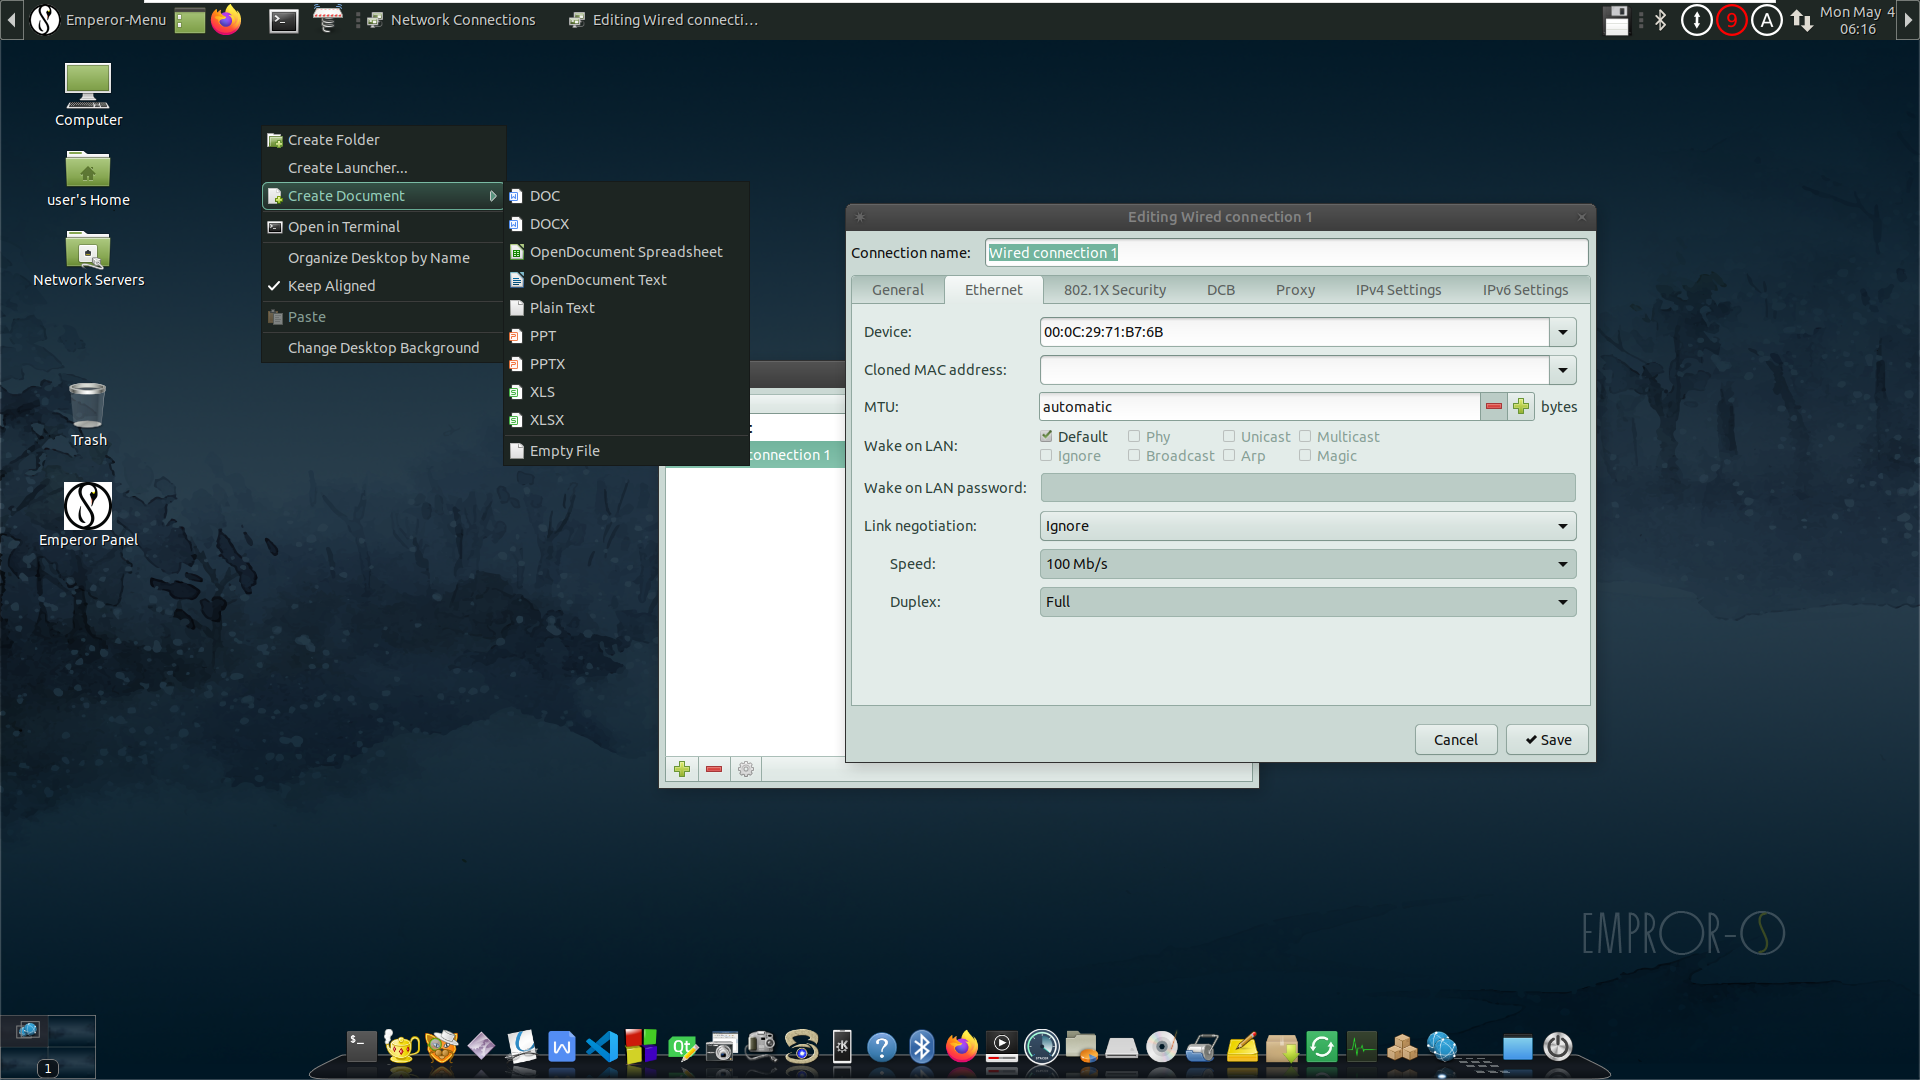 Emperor-Menu
Network Connections
Editing Wired connecti...
9
A
Mon May 4
06:16
Computer
user's Home
Network Servers
Trash
Emperor Panel
Create Folder
Create Launcher...
Create Document
Open in Terminal
Organize Desktop by Name
Keep Aligned
Paste
Change Desktop Background
DOC
DOCX
OpenDocument Spreadsheet
OpenDocument Text
Plain Text
PPT
PPTX
XLS
XLSX
Empty File
connection 1
Editing Wired connection 1
Connection name: Wired connection 1
General Ethernet 802.1X Security DCB Proxy IPv4 Settings IPv6 Settings
Device: 00:0C:29:71:B7:6B
Cloned MAC address:
MTU: automatic bytes
Wake on LAN: Default Phy Unicast Multicast
Ignore Broadcast Arp Magic
Wake on LAN password:
Link negotiation: Ignore
Speed: 100 Mb/s
Duplex: Full
Cancel Save
EMPROR-OS
1
Qt